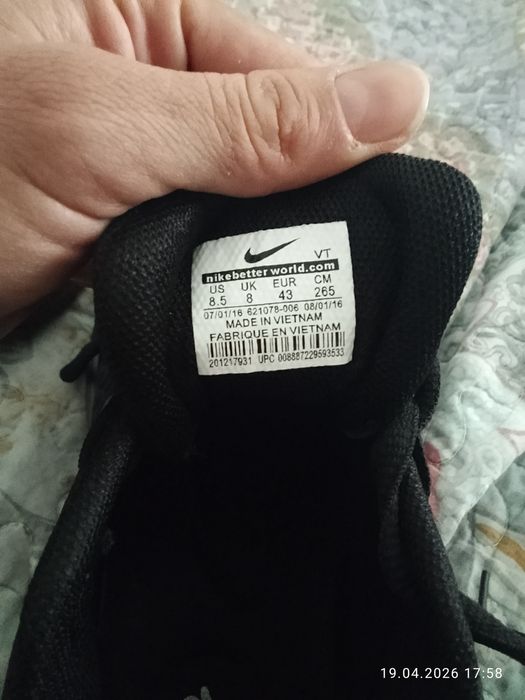 VT
nikebetterworld.com
US UK EUR CM
8.5 8 43 265
07/01/16 621078-006 08/01/16
MADE IN VIETNAM
FABRIQUE EN VIETNAM
201217931 UPC 008887229593533
19.04.2026 17:58